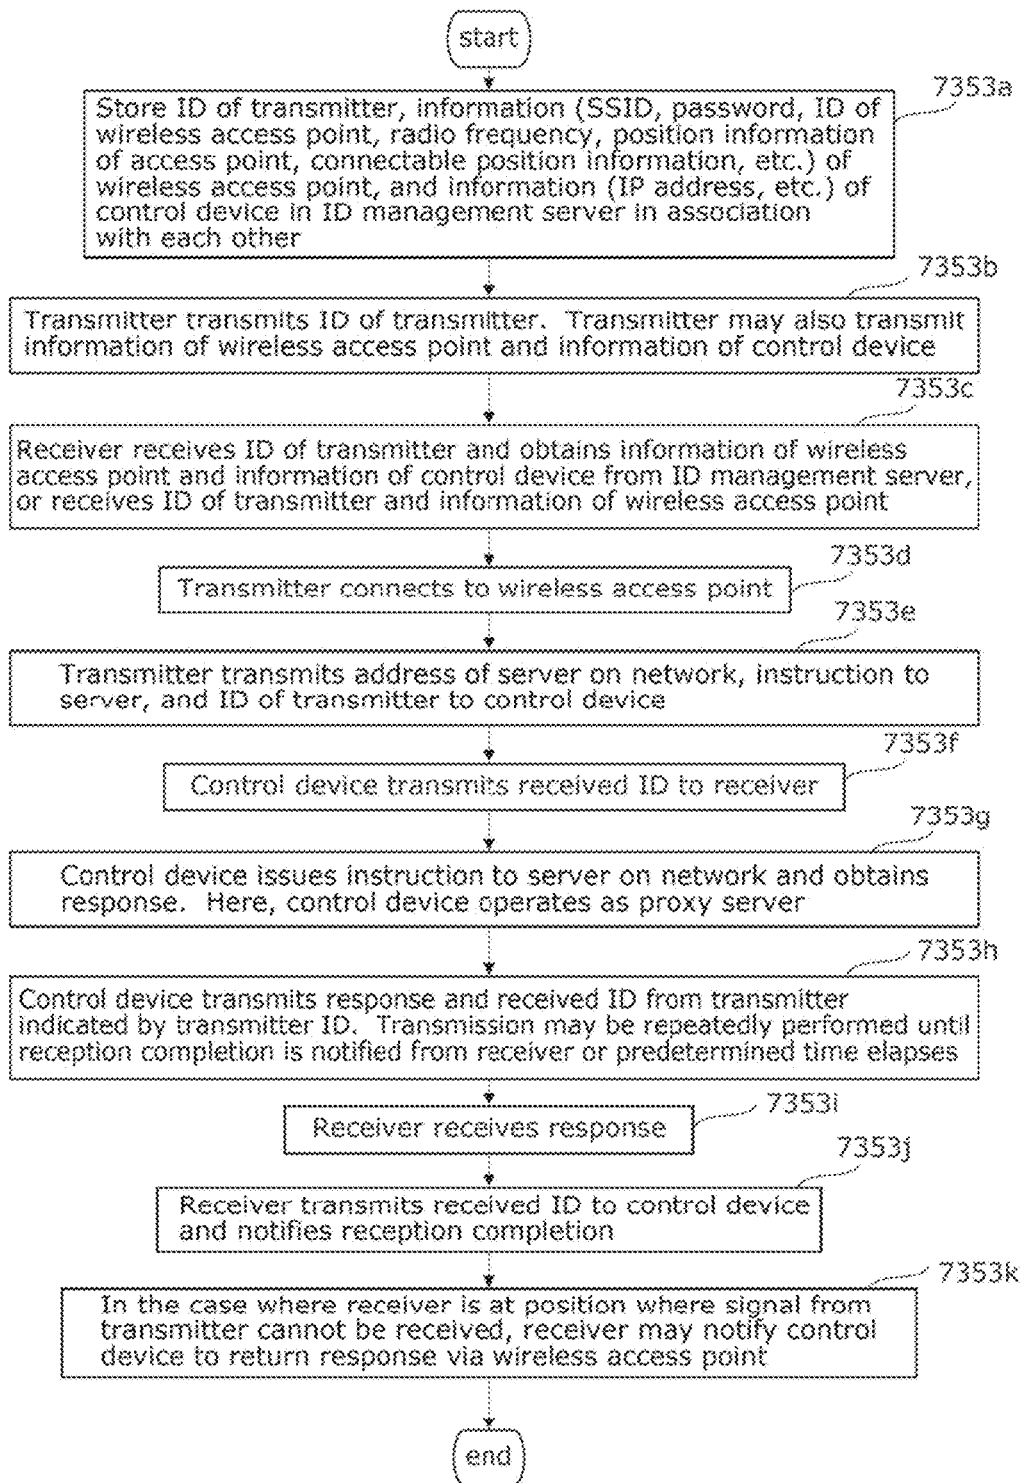 start
7353a
Store ID of transmitter, information (SSID, password, ID of
wireless access point, radio frequency, position information
of access point, connectable position information, etc.) of
wireless access point, and information (IP address, etc.) of
control device in ID management server in association
with each other
7353b
Transmitter transmits ID of transmitter. Transmitter may also transmit
information of wireless access point and information of control device
7353c
Receiver receives ID of transmitter and obtains information of wireless
access point and information of control device from ID management server,
or receives ID of transmitter and information of wireless access point
7353d
Transmitter connects to wireless access point
7353e
Transmitter transmits address of server on network, instruction to
server, and ID of transmitter to control device
7353f
Control device transmits received ID to receiver
7353g
Control device issues instruction to server on network and obtains
response. Here, control device operates as proxy server
7353h
Control device transmits response and received ID from transmitter
indicated by transmitter ID. Transmission may be repeatedly performed until
reception completion is notified from receiver or predetermined time elapses
7353i
Receiver receives response
7353j
Receiver transmits received ID to control device
and notifies reception completion
7353k
In the case where receiver is at position where signal from
transmitter cannot be received, receiver may notify control
device to return response via wireless access point
end